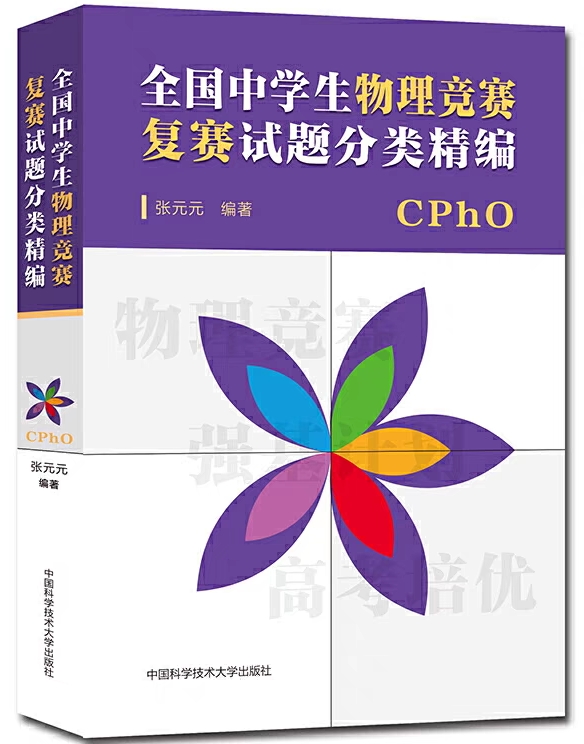 全国中学生物理竞赛
复赛试题分类精编
张元元 编著
CPhO
物理竞赛
强基计划
高考培优
中国科学技术大学出版社
全国中学生物理竞赛
复赛试题分类精编
CPhO
张元元
编著
中国科学技术大学出版社